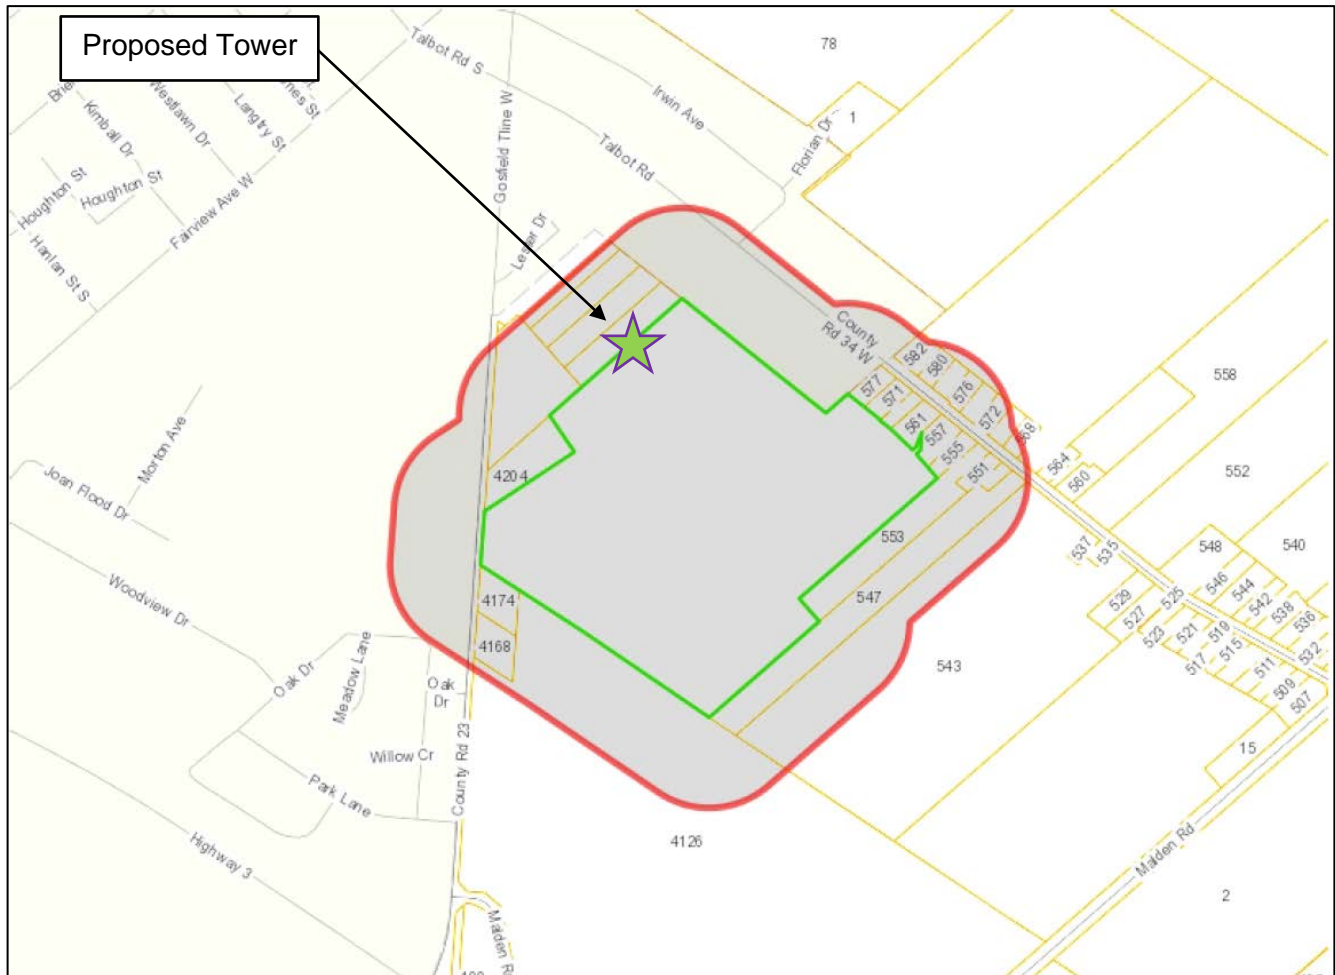 Proposed Tower
Talbot Rd S
Irwin Ave
78
1
Florian Dr
Kimball Dr
Westlawn Dr
Langtry St
Gosfield Tline W
Talbot Rd
Houghton St
Houghton St
Hanlan St S
Fairview Ave W
Lesar Dr
County
Rd 34 W
582
580
576
572
568
577
571
561
557
555
551
558
564
560
552
4204
Morton Ave
Joan Flood Dr
Woodview Dr
553
547
537
535
548
540
546
544
542
538
536
532
529
527
525
523
521
519
517
515
511
509
507
4174
4168
Oak Dr
Meadow Lane
Oak
Dr
Willow Cr
Park Lane
County Rd 23
543
15
Highway 3
4126
Malden Rd
2